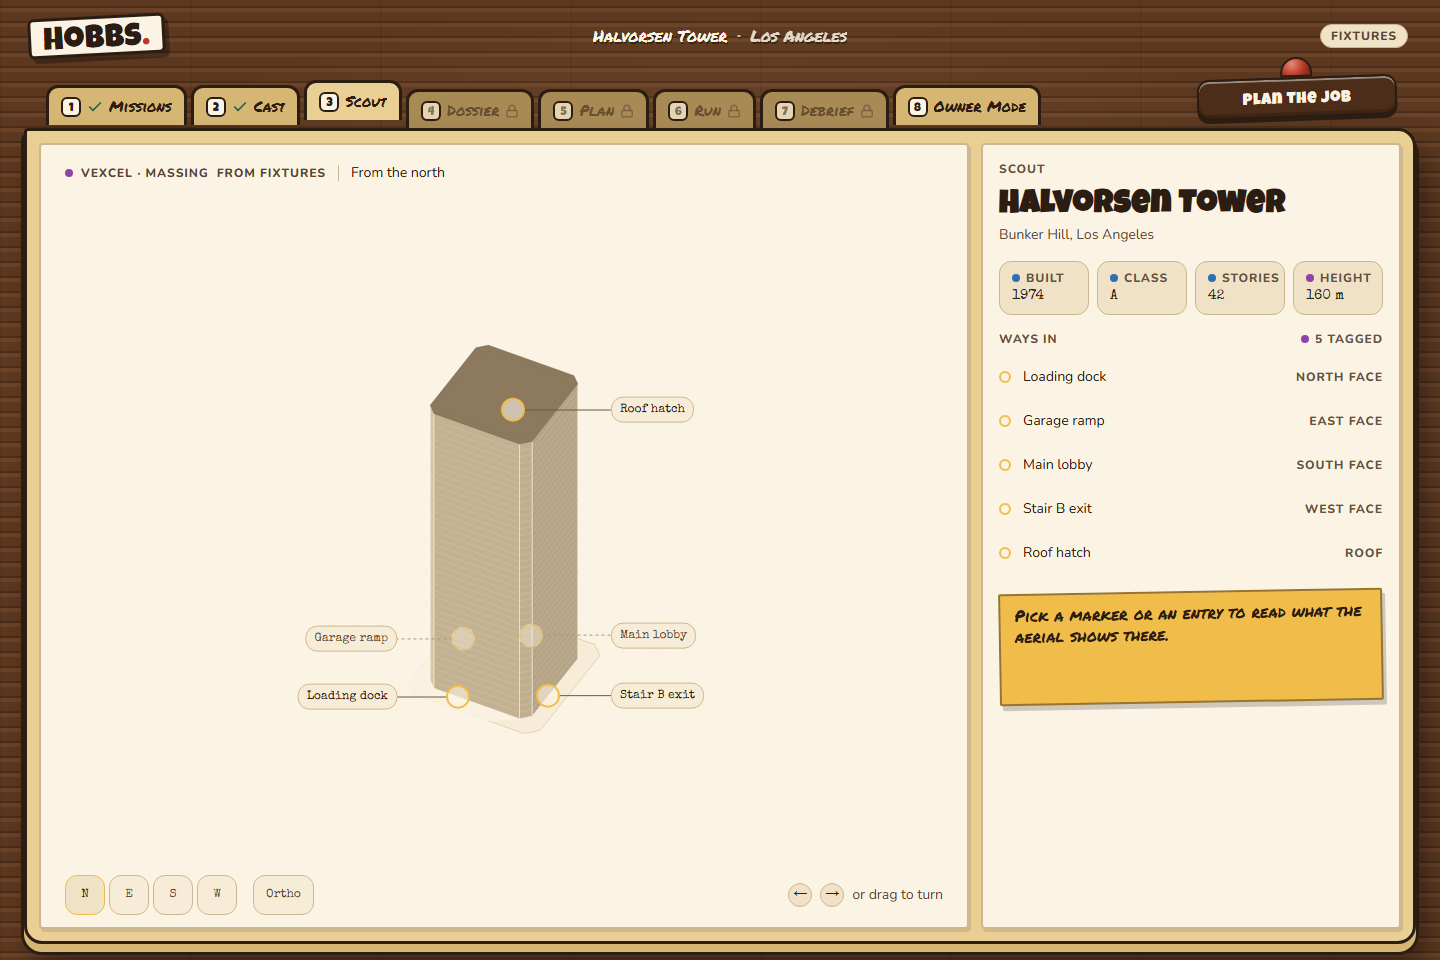 HOBBS.
Halvorsen Tower · Los Angeles
FIXTURES
1 Missions
2 Cast
3 Scout
4 Dossier
5 Plan
6 Run
7 Debrief
8 Owner Mode
Plan the job
VEXCEL · MASSING FROM FIXTURES
From the north
Roof hatch
Garage ramp
Main lobby
Loading dock
Stair B exit
N E S W Ortho
← → or drag to turn
SCOUT
Halvorsen Tower
Bunker Hill, Los Angeles
BUILT
1974
CLASS
A
STORIES
42
HEIGHT
160 m
WAYS IN
5 TAGGED
Loading dock NORTH FACE
Garage ramp EAST FACE
Main lobby SOUTH FACE
Stair B exit WEST FACE
Roof hatch ROOF
Pick a marker or an entry to read what the
aerial shows there.